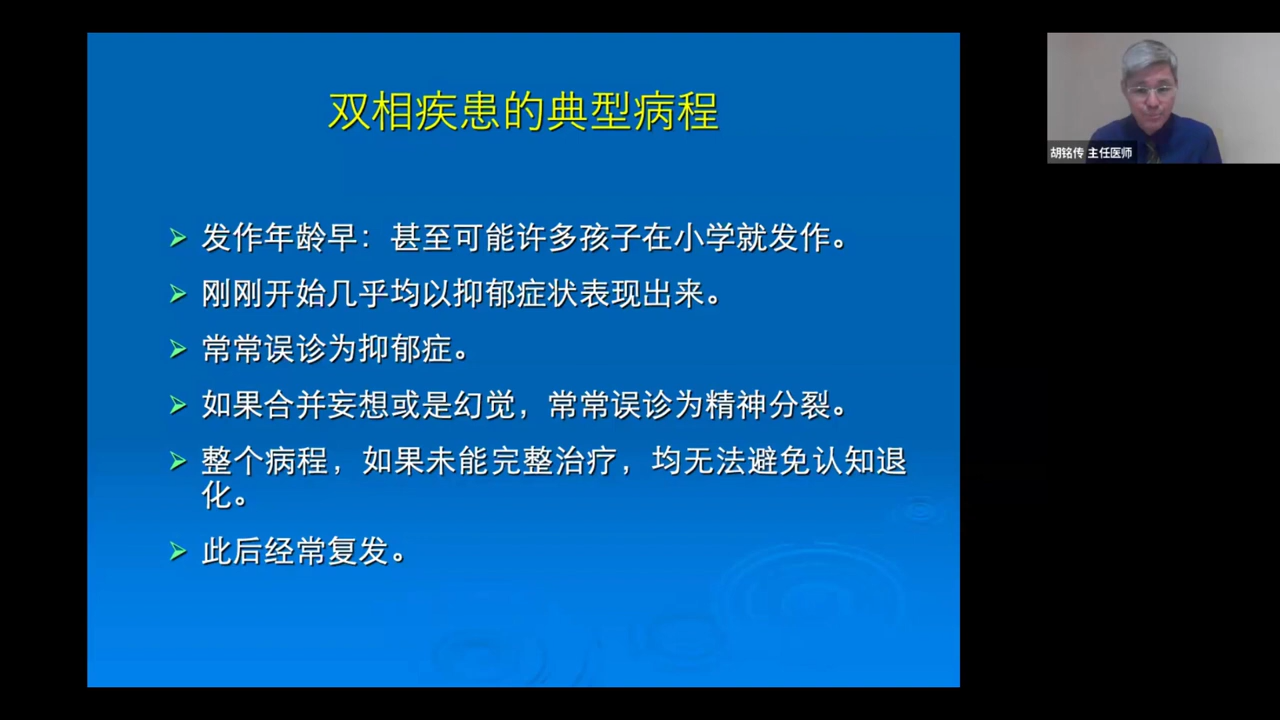 双相疾患的典型病程
胡铭传 主任医师
发作年龄早：甚至可能许多孩子在小学就发作。
刚刚开始几乎均以抑郁症状表现出来。
常常误诊为抑郁症。
如果合并妄想或是幻觉，常常误诊为精神分裂。
整个病程，如果未能完整治疗，均无法避免认知退
化。
此后经常复发。